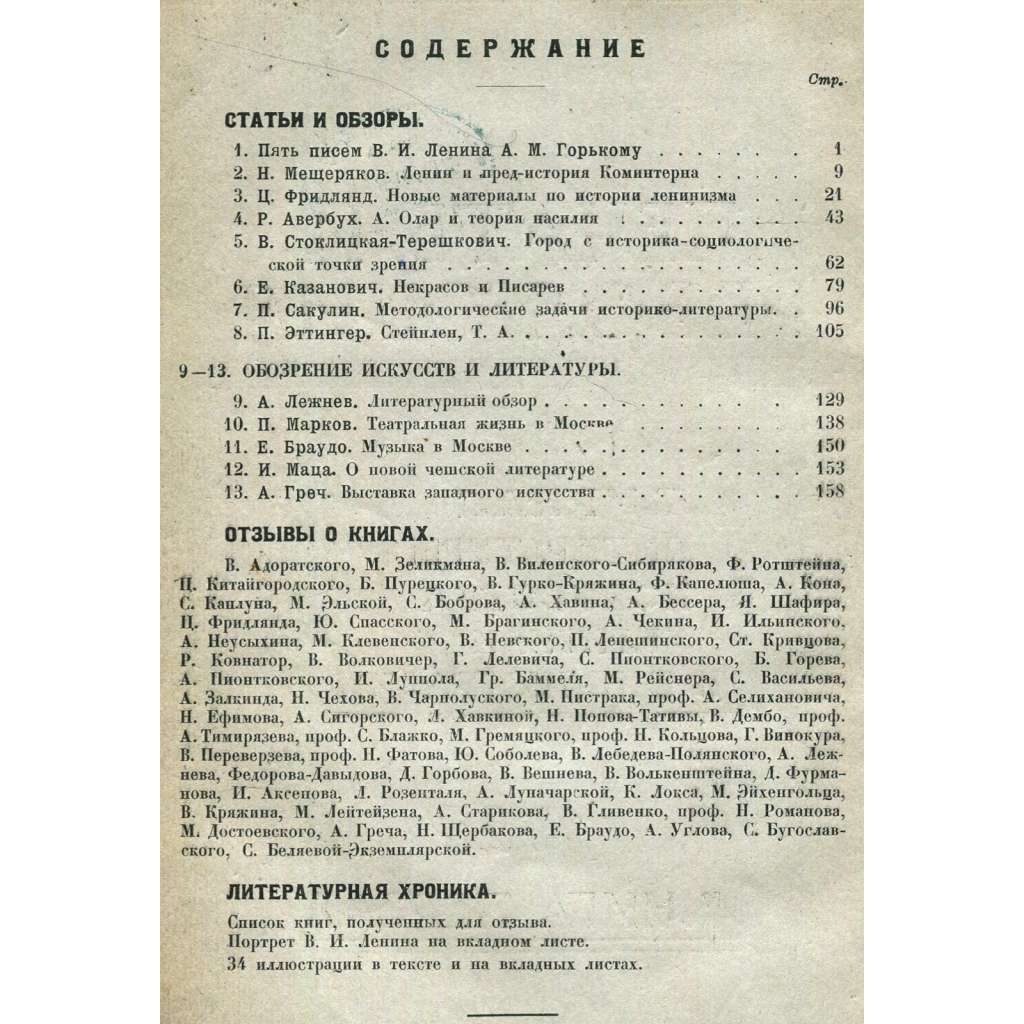 СОДЕРЖАНИЕ
Стр.
СТАТЬИ И ОБЗОРЫ.
1. Пять писем В. И. Ленина А. М. Горькому . . . . . . . 1
2. Н. Мещеряков. Ленин и пред-история Коминтерна . . . . . 9
3. Ц. Фридлянд. Новые материалы по истории ленинизма . . . 21
4. Р. Авербух. А. Олар и теория насилия . . . . . . . . . 43
5. В. Стоклицкая-Терешкович. Город с историка-социологиче-
ской точки зрения . . . . . . . . . . . . . . . . . 62
6. Е. Казанович. Некрасов и Писарев . . . . . . . . . . . 79
7. П. Сакулин. Методологические задачи историко-литературы. . 96
8. П. Эттингер. Стейнлен, Т. А. . . . . . . . . . . . . . . 105
9—13. ОБОЗРЕНИЕ ИСКУССТВ И ЛИТЕРАТУРЫ.
9. А. Лежнев. Литературный обзор . . . . . . . . . . . . . 129
10. П. Марков. Театральная жизнь в Москве . . . . . . . . . 138
11. Е. Браудо. Музыка в Москве . . . . . . . . . . . . . . 150
12. И. Маца. О новой чешской литературе . . . . . . . . . . 153
13. А. Греч. Выставка западного искусства . . . . . . . . . . 158
ОТЗЫВЫ О КНИГАХ.
В. Адоратского, М. Зеликмана, В. Виленского-Сибирякова, Ф. Ротштейна,
Ц. Китайгородского, Б. Пурецкого, В. Гурко-Кряжина, Ф. Капелюша, А. Кона,
С. Каплуна, М. Эльской, С. Боброва, А. Хавина, А. Бессера, Я. Шафира,
Ц. Фридлянда, Ю. Спасского, М. Брагинского, А. Чекина, И. Ильинского,
А. Неусыхина, М. Клевенского, В. Невского, П. Лепешинского, Ст. Кривцова,
Р. Ковнатор, В. Волковичер, Г. Лелевича, С. Пионтковского, Б. Горева,
А. Пионтковского, И. Луппола, Гр. Баммеля, М. Рейснера, С. Васильева,
А. Залкинда, Н. Чехова, В. Чарполуского, М. Пистрака, проф. А. Селихановича,
Н. Ефимова, А. Сигорского, Л. Хавкиной, Н. Попова-Тативы, В. Дембо, проф.
А. Тимирязева, проф. С. Блажко, М. Гремяцкого, проф. Н. Кольцова, Г. Винокура,
В. Переверзева, проф. Н. Фатова, Ю. Соболева, В. Лебедева-Полянского, А. Леж-
нева, Федорова-Давыдова, Д. Горбова, В. Вешнева, В. Волькенштейна, Д. Фурма-
нова, И. Аксенова, Л. Розенталя, А. Луначарской, К. Локса, М. Эйхенгольца,
В. Кряжина, М. Лейтейзена, А. Старикова, В. Гливенко, проф. Н. Романова,
М. Достоевского, А. Греча, Н. Щербакова, Е. Браудо, А. Углова, С. Бугослав-
ского, С. Беляевой-Экземплярской.
ЛИТЕРАТУРНАЯ ХРОНИКА.
Список книг, полученных для отзыва.
Портрет В. И. Ленина на вкладном листе.
34 иллюстрации в тексте и на вкладных листах.